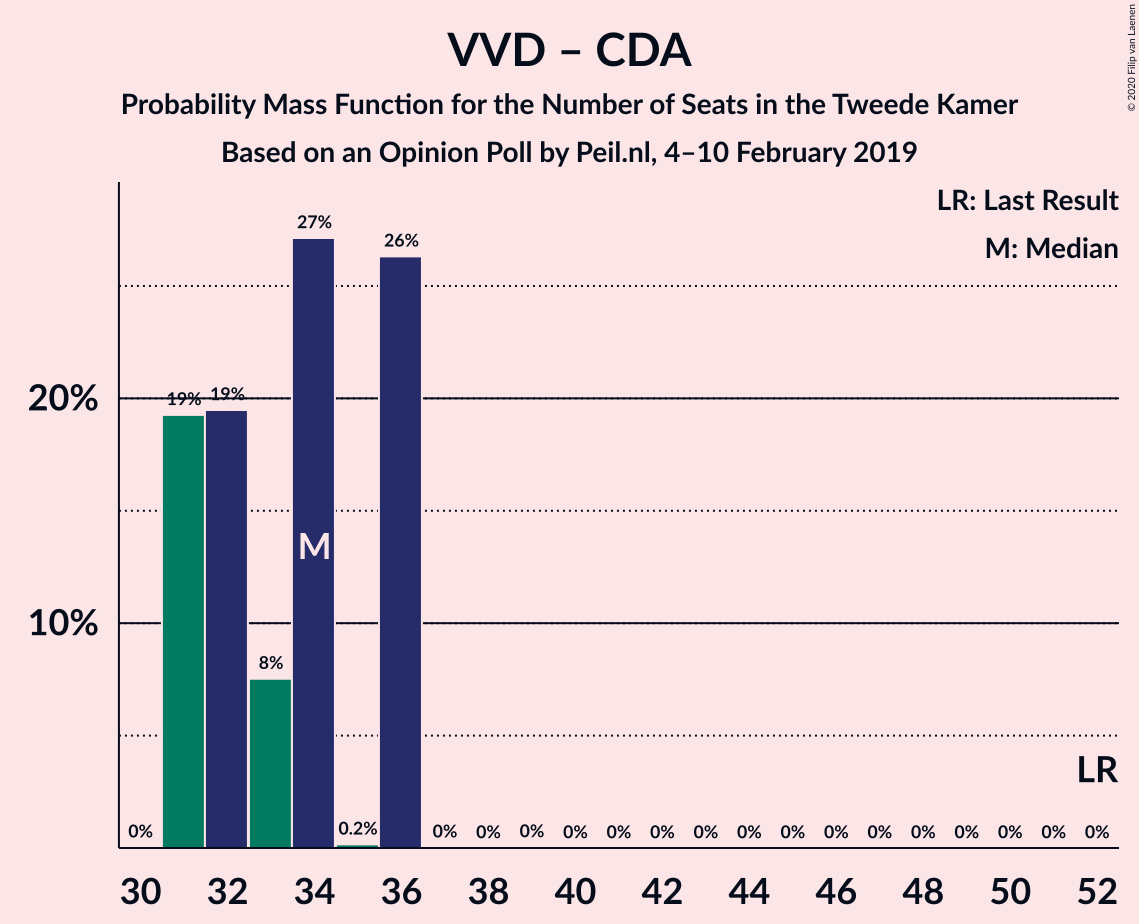 VVD – CDA
Probability Mass Function for the Number of Seats in the Tweede Kamer
Based on an Opinion Poll by Peil.nl, 4–10 February 2019
© 2020 Filip van Laenen
LR: Last Result
M: Median
27%
26%
20%
19% 19%
M
10%
8%
LR
0% 0.2% 0% 0% 0% 0% 0% 0% 0% 0% 0% 0% 0% 0% 0% 0% 0% 0%
30 32 34 36 38 40 42 44 46 48 50 52